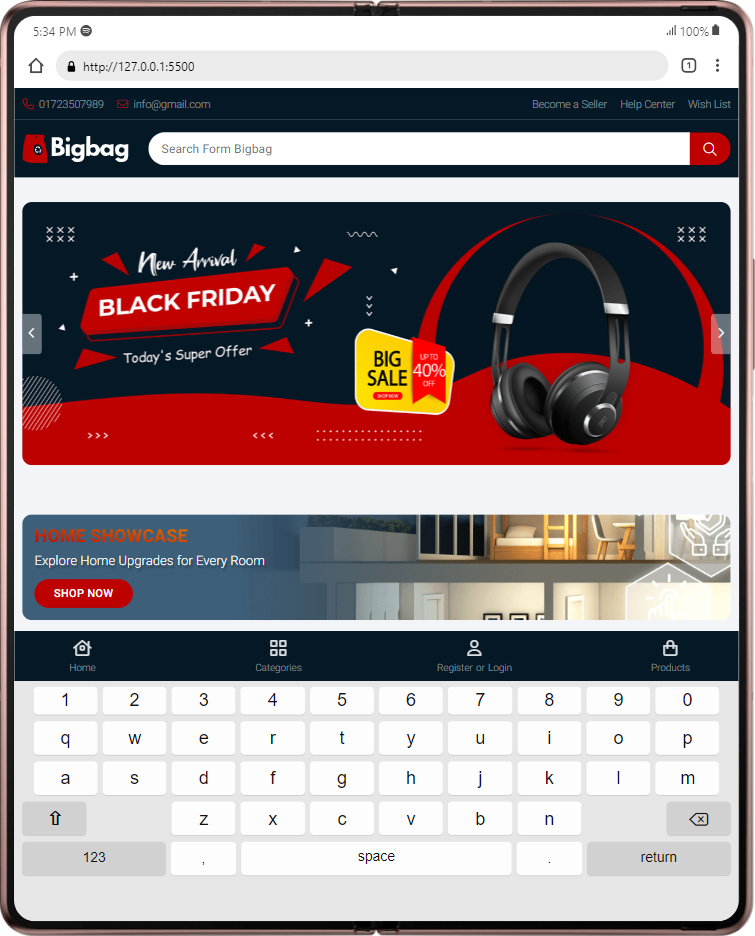 5:34 PM 100%
http://127.0.0.1:5500 1
01723507989 info@gmail.com Become a Seller Help Center Wish List
Bigbag Search Form Bigbag
New Arrival
BLACK FRIDAY
Today's Super Offer
BIG
SALE
SHOP NOW
UP TO
40%
OFF
HOME SHOWCASE
Explore Home Upgrades for Every Room
SHOP NOW
Home Categories Register or Login Products
1 2 3 4 5 6 7 8 9 0
q w e r t y u i o p
a s d f g h j k l m
z x c v b n
123 , space . return